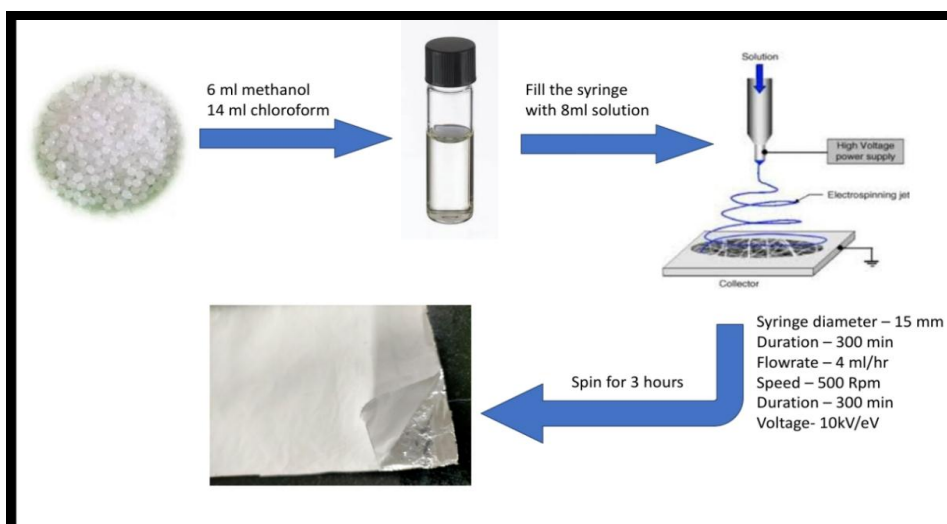 6 ml methanol
14 ml chloroform
Fill the syringe
with 8ml solution
Solution
High Voltage
power supply
Electrospinning jet
Collector
Syringe diameter – 15 mm
Duration – 300 min
Flowrate – 4 ml/hr
Speed – 500 Rpm
Duration – 300 min
Voltage- 10kV/eV
Spin for 3 hours